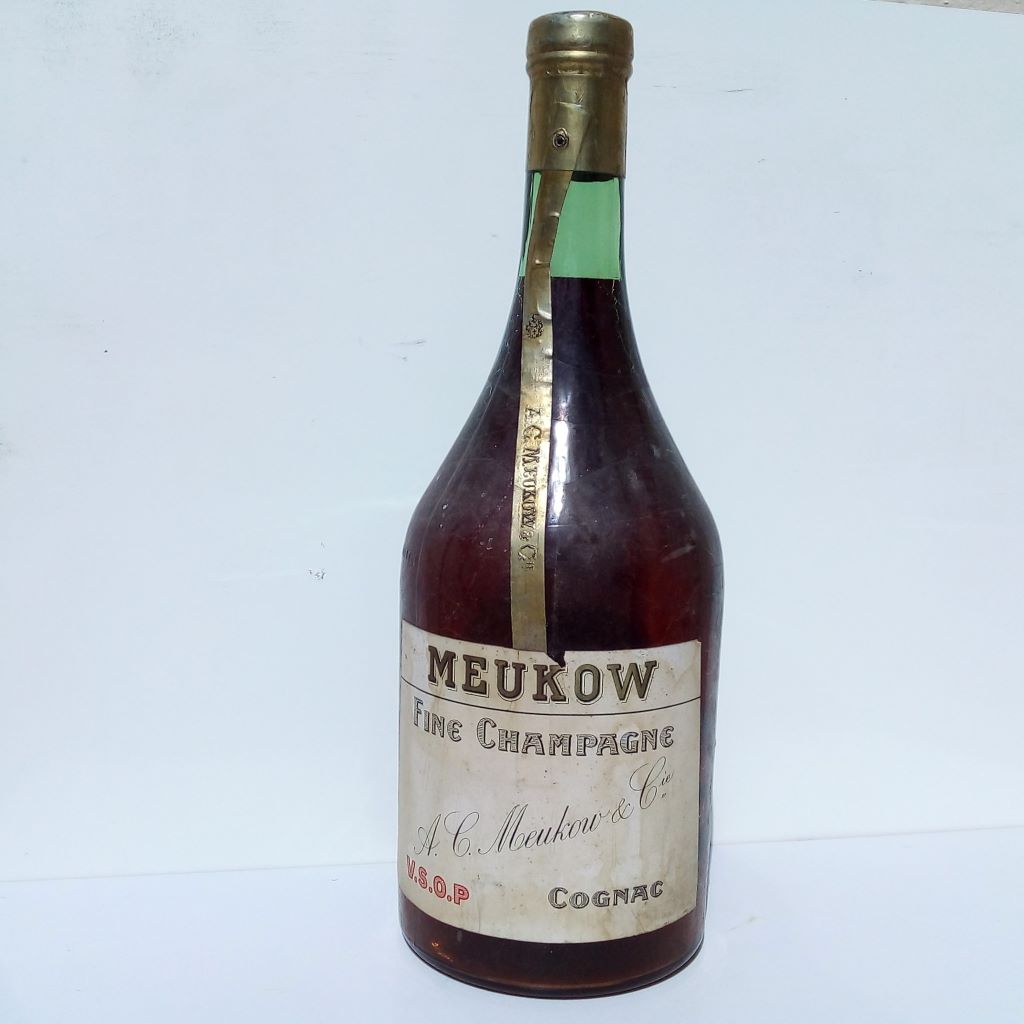 A.C. MEUKOW & Cie
MEUKOW
FINE CHAMPAGNE
A. C. Meukow & Cie
V.S.O.P
COGNAC